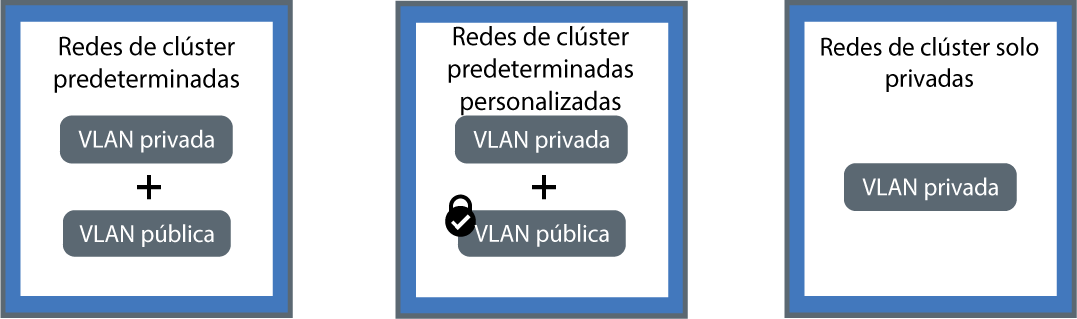 Redes de clúster
predeterminadas
VLAN privada
+
VLAN pública
Redes de clúster
predeterminadas
personalizadas
VLAN privada
+
VLAN pública
Redes de clúster solo
privadas
VLAN privada